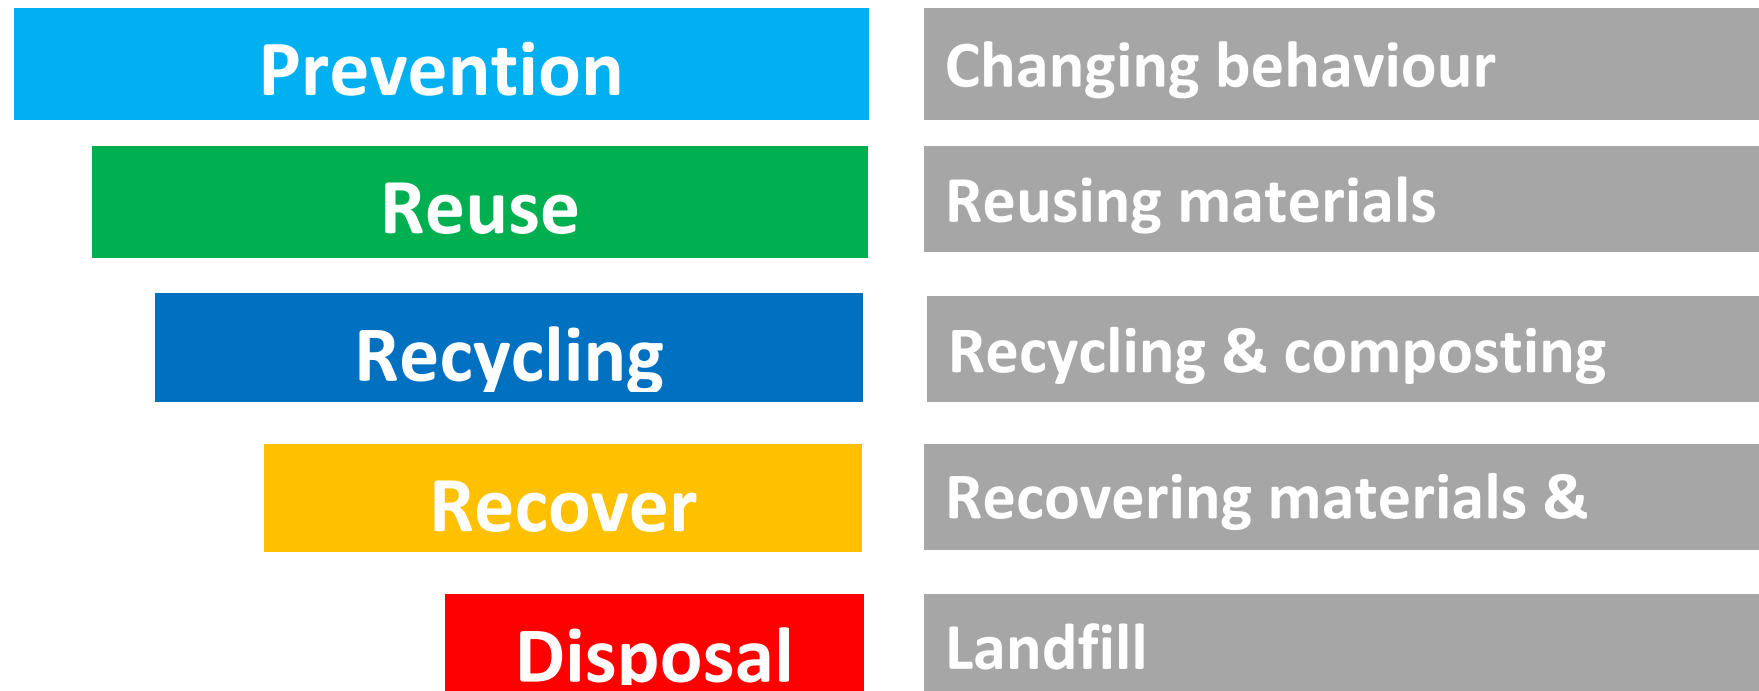 Prevention
Changing behaviour
Reuse
Reusing materials
Recycling
Recycling & composting
Recover
Recovering materials &
Disposal
Landfill